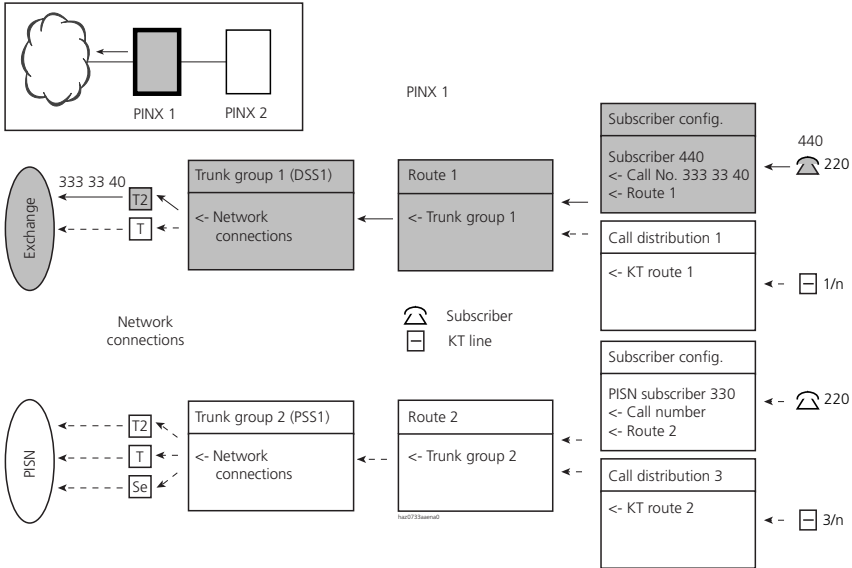 PINX 1
PINX 2
PINX 1
Subscriber config.
Subscriber 440
<- Call No. 333 33 40
<- Route 1
440
220
Exchange
333 33 40
T2
T
Trunk group 1 (DSS1)
<- Network
connections
Route 1
<- Trunk group 1
Call distribution 1
<- KT route 1
1/n
Network
connections
Subscriber
KT line
Subscriber config.
PISN subscriber 330
<- Call number
<- Route 2
220
PISN
T2
T
Se
Trunk group 2 (PSS1)
<- Network
connections
Route 2
<- Trunk group 2
haz0733aaena0
Call distribution 3
<- KT route 2
3/n